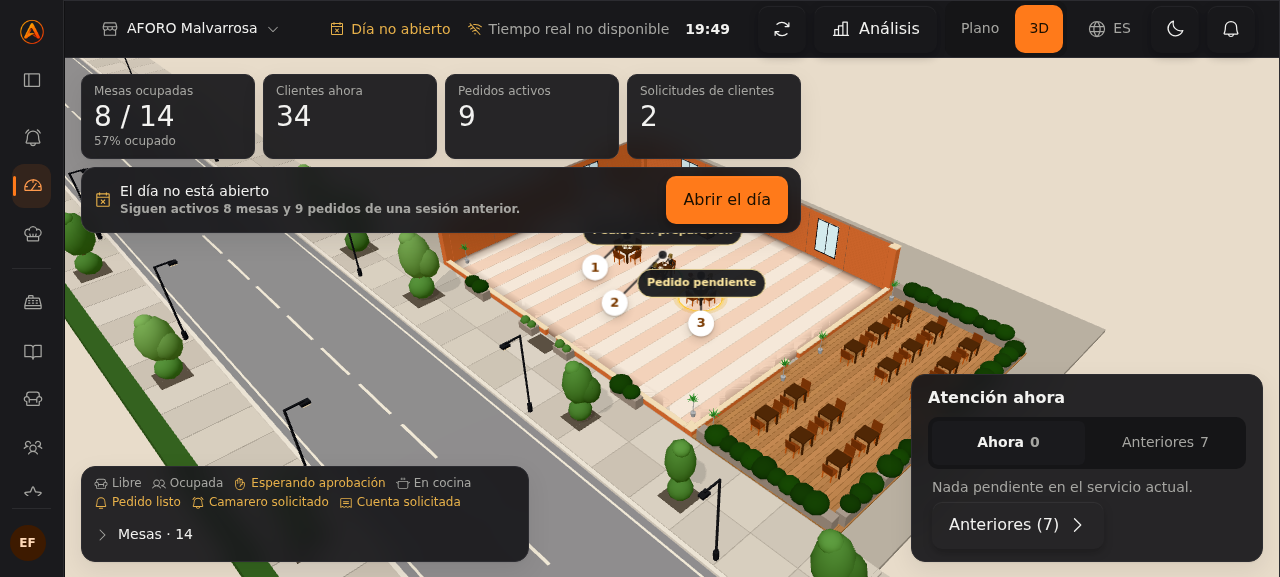 AFORO Malvarrosa
Día no abierto
Tiempo real no disponible
19:49
Análisis
Plano
3D
ES
Mesas ocupadas
8 / 14
57% ocupado
Clientes ahora
34
Pedidos activos
9
Solicitudes de clientes
2
El día no está abierto
Siguen activos 8 mesas y 9 pedidos de una sesión anterior.
Abrir el día
Pedido en preparación
1
2
Pedido pendiente
3
Atención ahora
Ahora 0
Anteriores 7
Nada pendiente en el servicio actual.
Anteriores (7)
Libre
Ocupada
Esperando aprobación
En cocina
Pedido listo
Camarero solicitado
Cuenta solicitada
Mesas · 14
EF